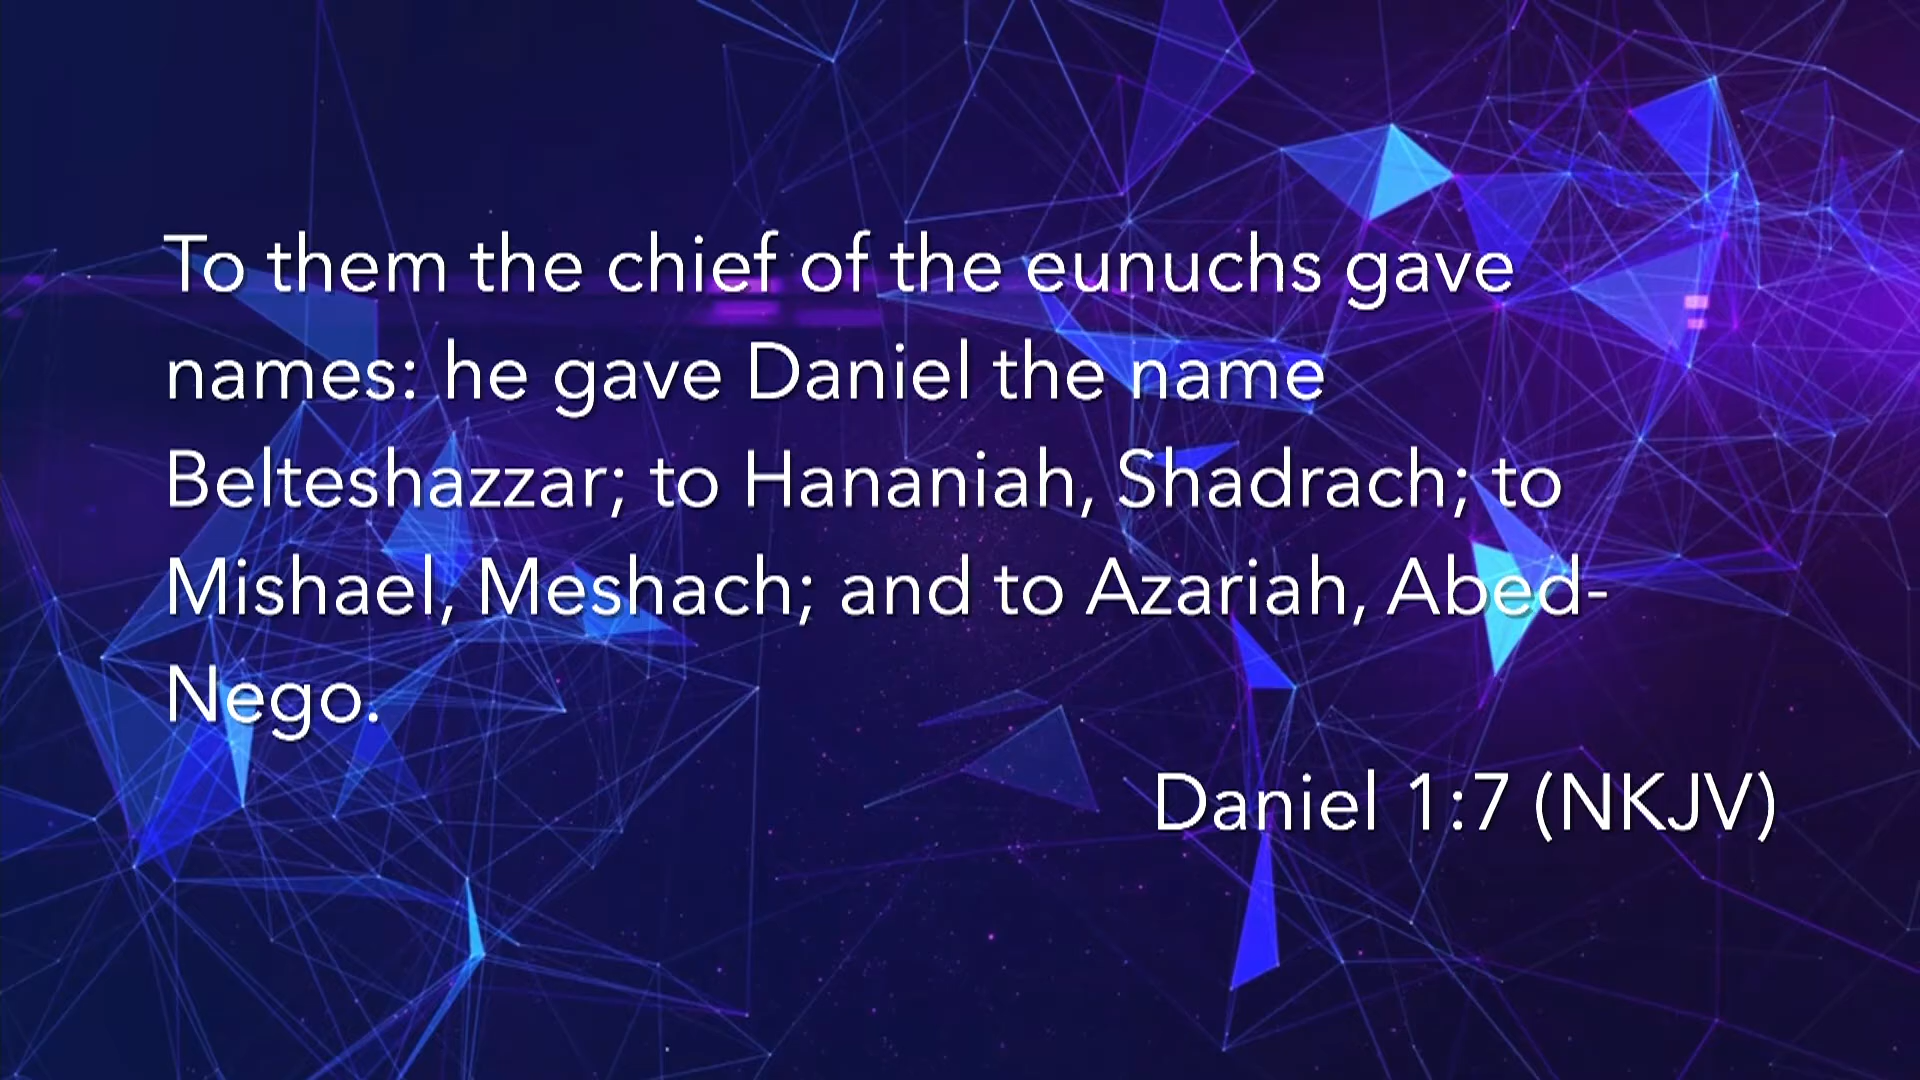 To them the chief of the eunuchs gave
names: he gave Daniel the name
Belteshazzar; to Hananiah, Shadrach; to
Mishael, Meshach; and to Azariah, Abed-
Nego.
Daniel 1:7 (NKJV)